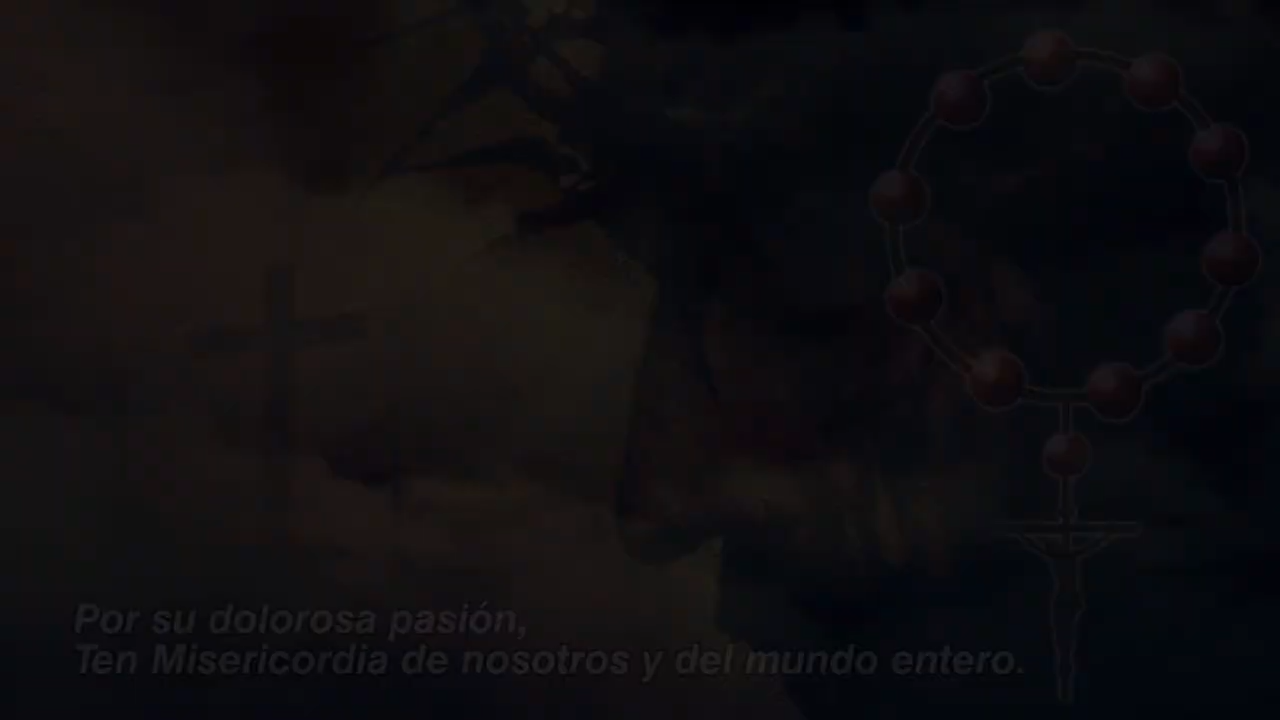 Por su dolorosa pasión,
Ten Misericordia de nosotros y del mundo entero.